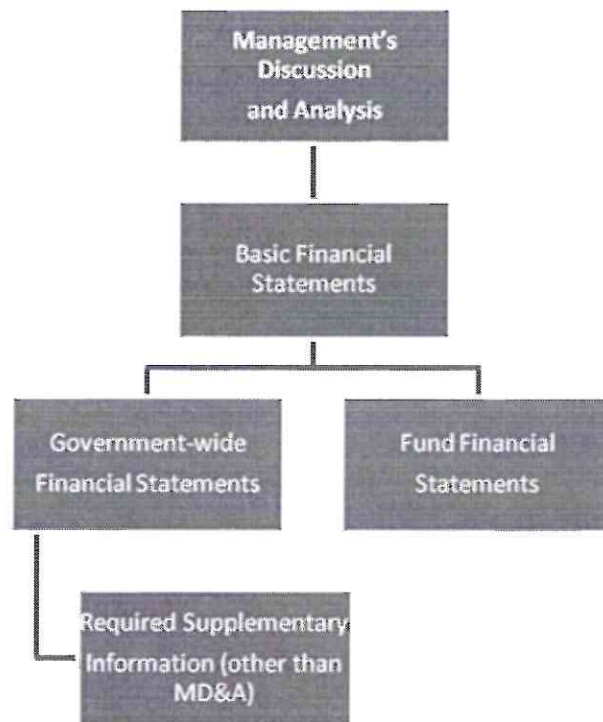 Management's
Discussion
and Analysis
Basic Financial
Statements
Government-wide
Financial Statements
Fund Financial
Statements
Required Supplementary
Information (other than
MD&A)